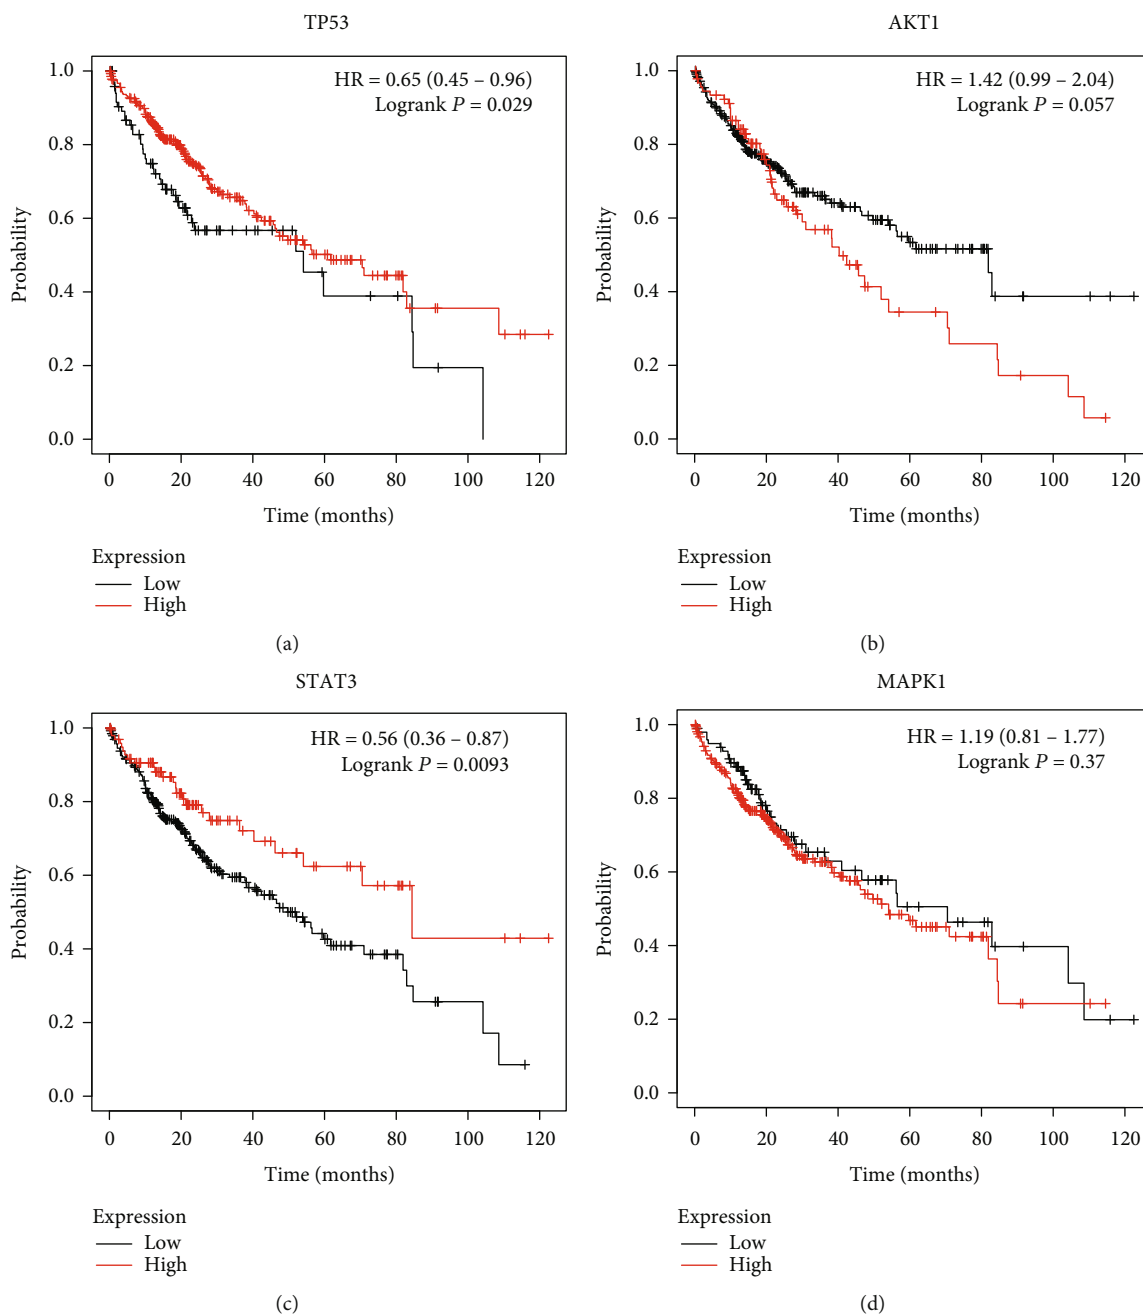 TP53
HR = 0.65 (0.45 – 0.96)
Logrank P = 0.029
Probability
1.0
0.8
0.6
0.4
0.2
0.0
0 20 40 60 80 100 120
Time (months)
Expression
Low
High
(a)
AKT1
HR = 1.42 (0.99 – 2.04)
Logrank P = 0.057
Probability
1.0
0.8
0.6
0.4
0.2
0.0
0 20 40 60 80 100 120
Time (months)
Expression
Low
High
(b)
STAT3
HR = 0.56 (0.36 – 0.87)
Logrank P = 0.0093
Probability
1.0
0.8
0.6
0.4
0.2
0.0
0 20 40 60 80 100 120
Time (months)
Expression
Low
High
(c)
MAPK1
HR = 1.19 (0.81 – 1.77)
Logrank P = 0.37
Probability
1.0
0.8
0.6
0.4
0.2
0.0
0 20 40 60 80 100 120
Time (months)
Expression
Low
High
(d)